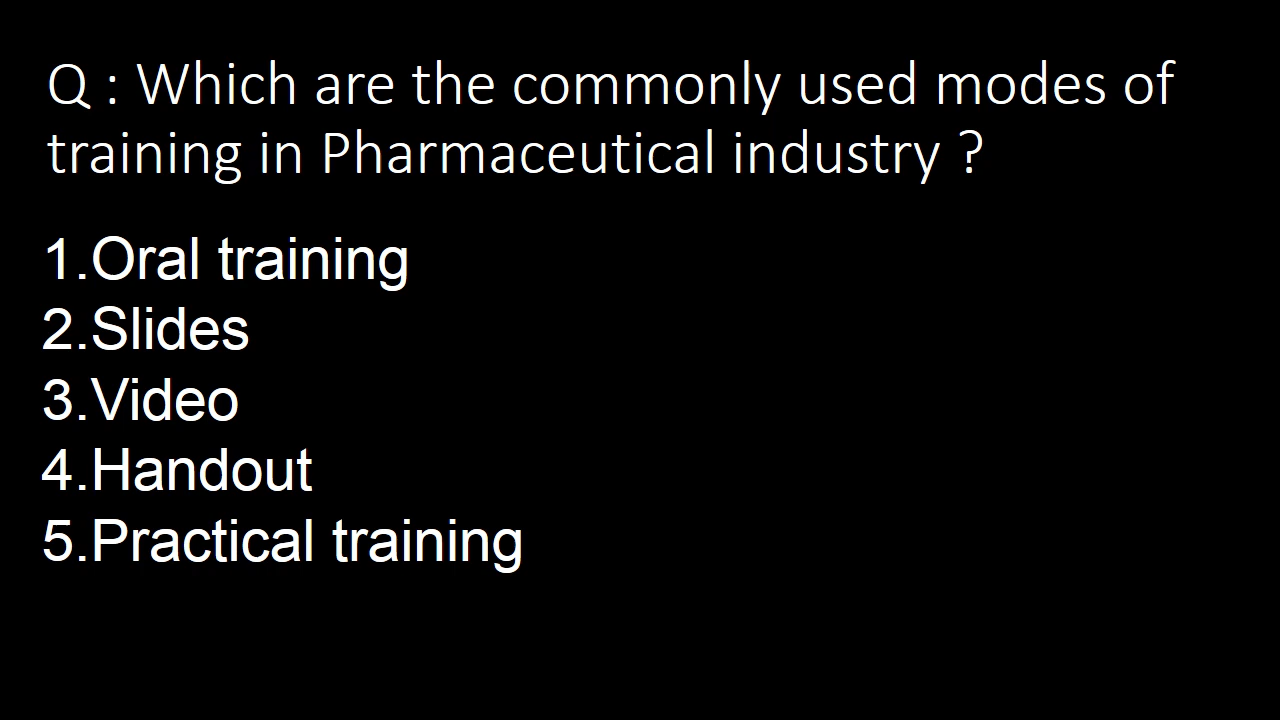 Q : Which are the commonly used modes of
training in Pharmaceutical industry ?
1.Oral training
2.Slides
3.Video
4.Handout
5.Practical training